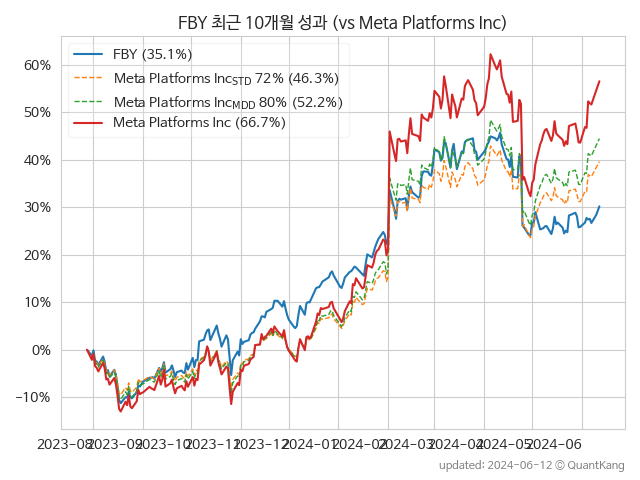 FBY 최근 10개월 성과 (vs Meta Platforms Inc)
FBY (35.1%)
Meta Platforms IncSTD 72% (46.3%)
Meta Platforms IncMDD 80% (52.2%)
Meta Platforms Inc (66.7%)
60%
50%
40%
30%
20%
10%
0%
−10%
2023-08 2023-09 2023-10 2023-11 2023-12 2024-01 2024-02 2024-03 2024-04 2024-05 2024-06
updated: 2024-06-12 © QuantKang